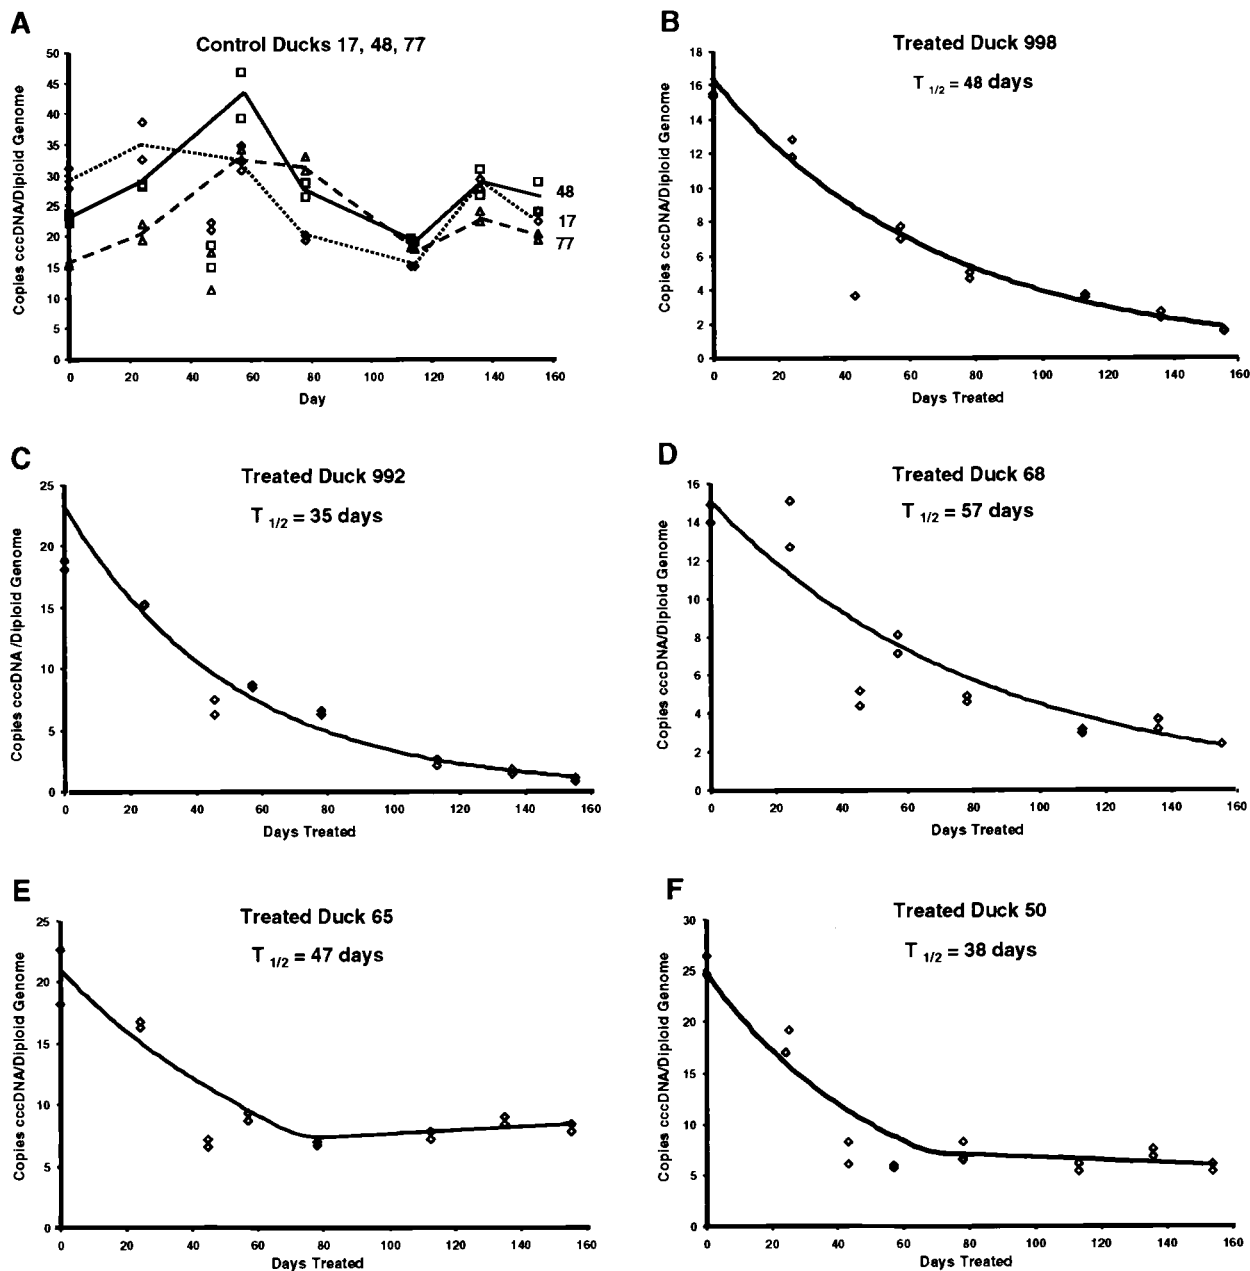 A
Control Ducks 17, 48, 77
Copies cccDNA/Diploid Genome
50
45
40
35
30
25
20
15
10
5
0
48
17
77
0 20 40 60 80 100 120 140 160
Day
B
Treated Duck 998
T 1/2 = 48 days
Copies cccDNA/Diploid Genome
18
16
14
12
10
8
6
4
2
0
0 20 40 60 80 100 120 140 160
Days Treated
C
Treated Duck 992
T 1/2 = 35 days
Copies cccDNA /Diploid Genome
25
20
15
10
5
0
0 20 40 60 80 100 120 140 160
Days Treated
D
Treated Duck 68
T 1/2 = 57 days
Copies cccDNA/Diploid Genome
16
14
12
10
8
6
4
2
0
0 20 40 60 80 100 120 140 160
Days Treated
E
Treated Duck 65
T 1/2 = 47 days
Copies cccDNA/Diploid Genome
25
20
15
10
5
0
0 20 40 60 80 100 120 140 160
Days Treated
F
Treated Duck 50
T 1/2 = 38 days
Copies cccDNA/Diploid Genome
30
25
20
15
10
5
0
0 20 40 60 80 100 120 140 160
Days Treated